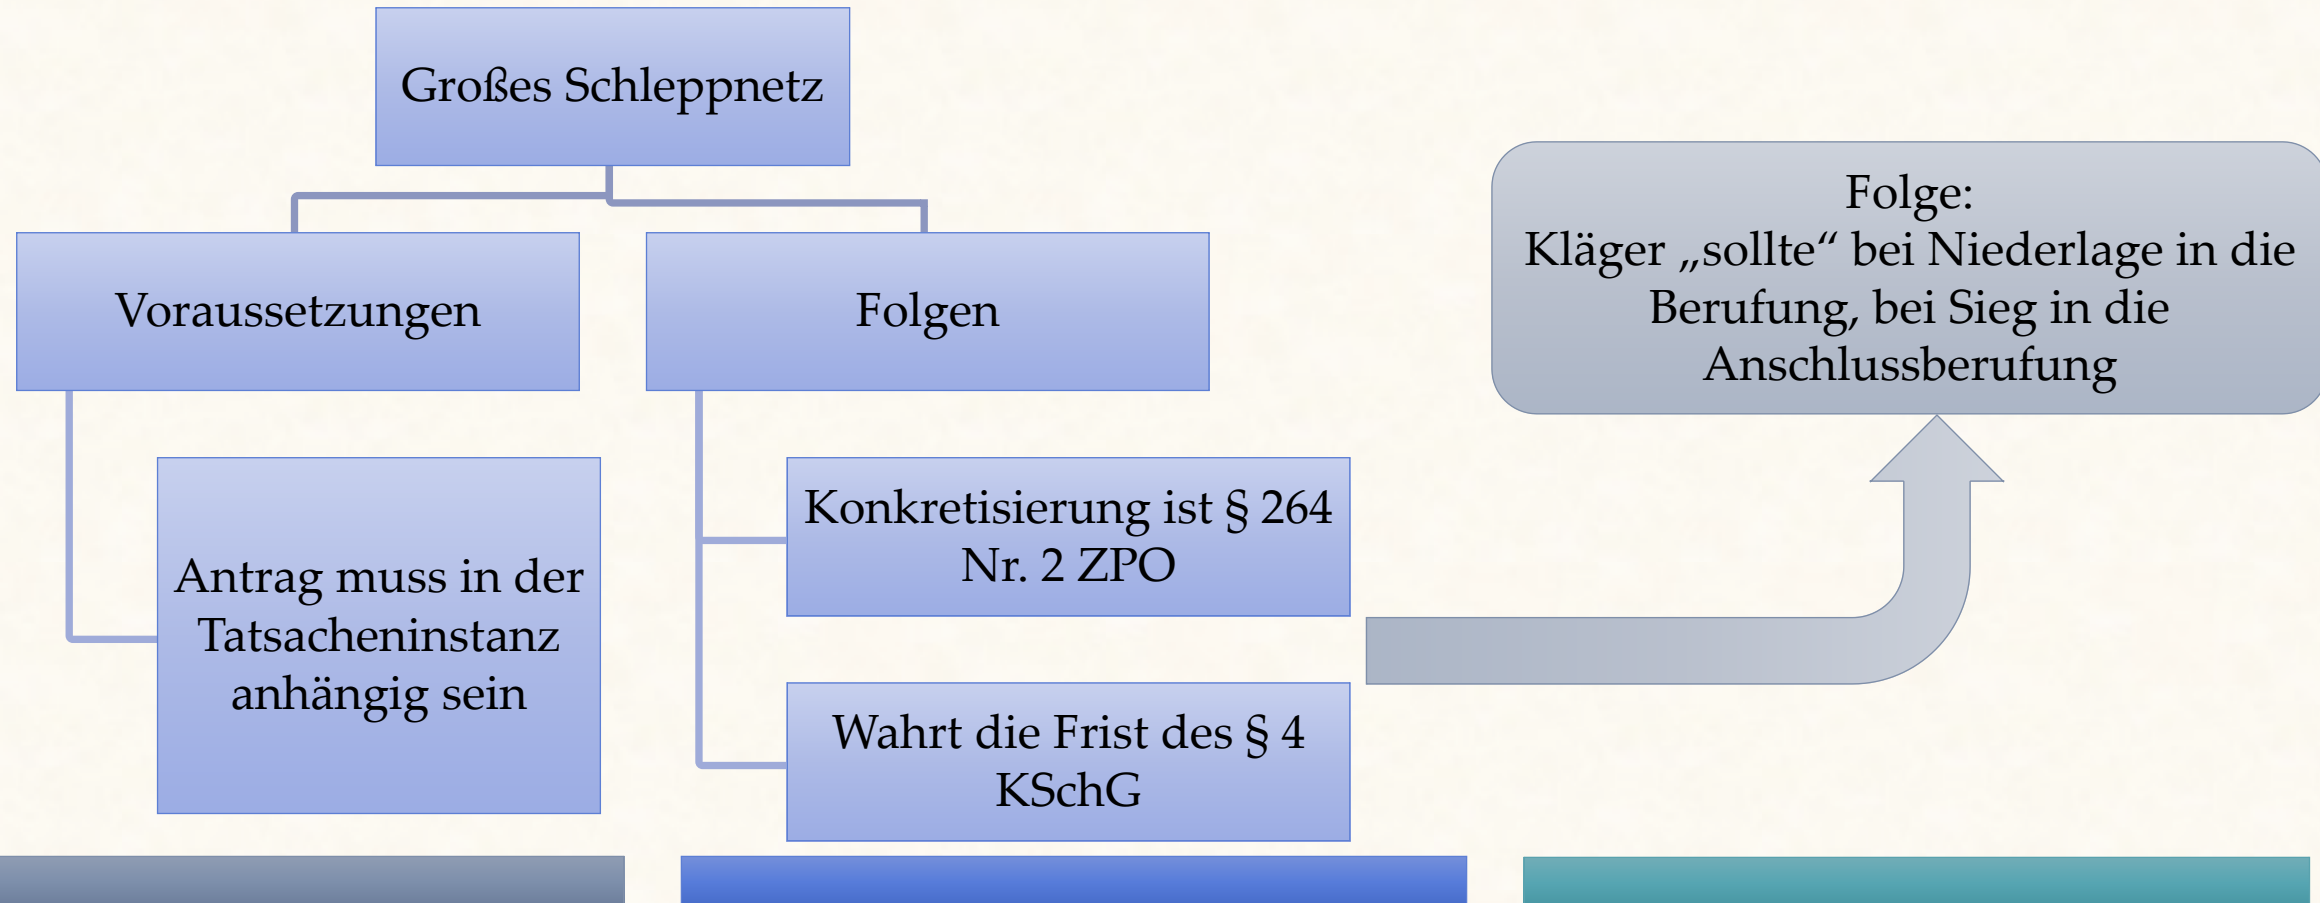 Großes Schleppnetz
Voraussetzungen
Antrag muss in der
Tatsacheninstanz
anhängig sein
Folgen
Konkretisierung ist § 264
Nr. 2 ZPO
Wahrt die Frist des § 4
KSchG
Folge:
Kläger „sollte“ bei Niederlage in die
Berufung, bei Sieg in die
Anschlussberufung